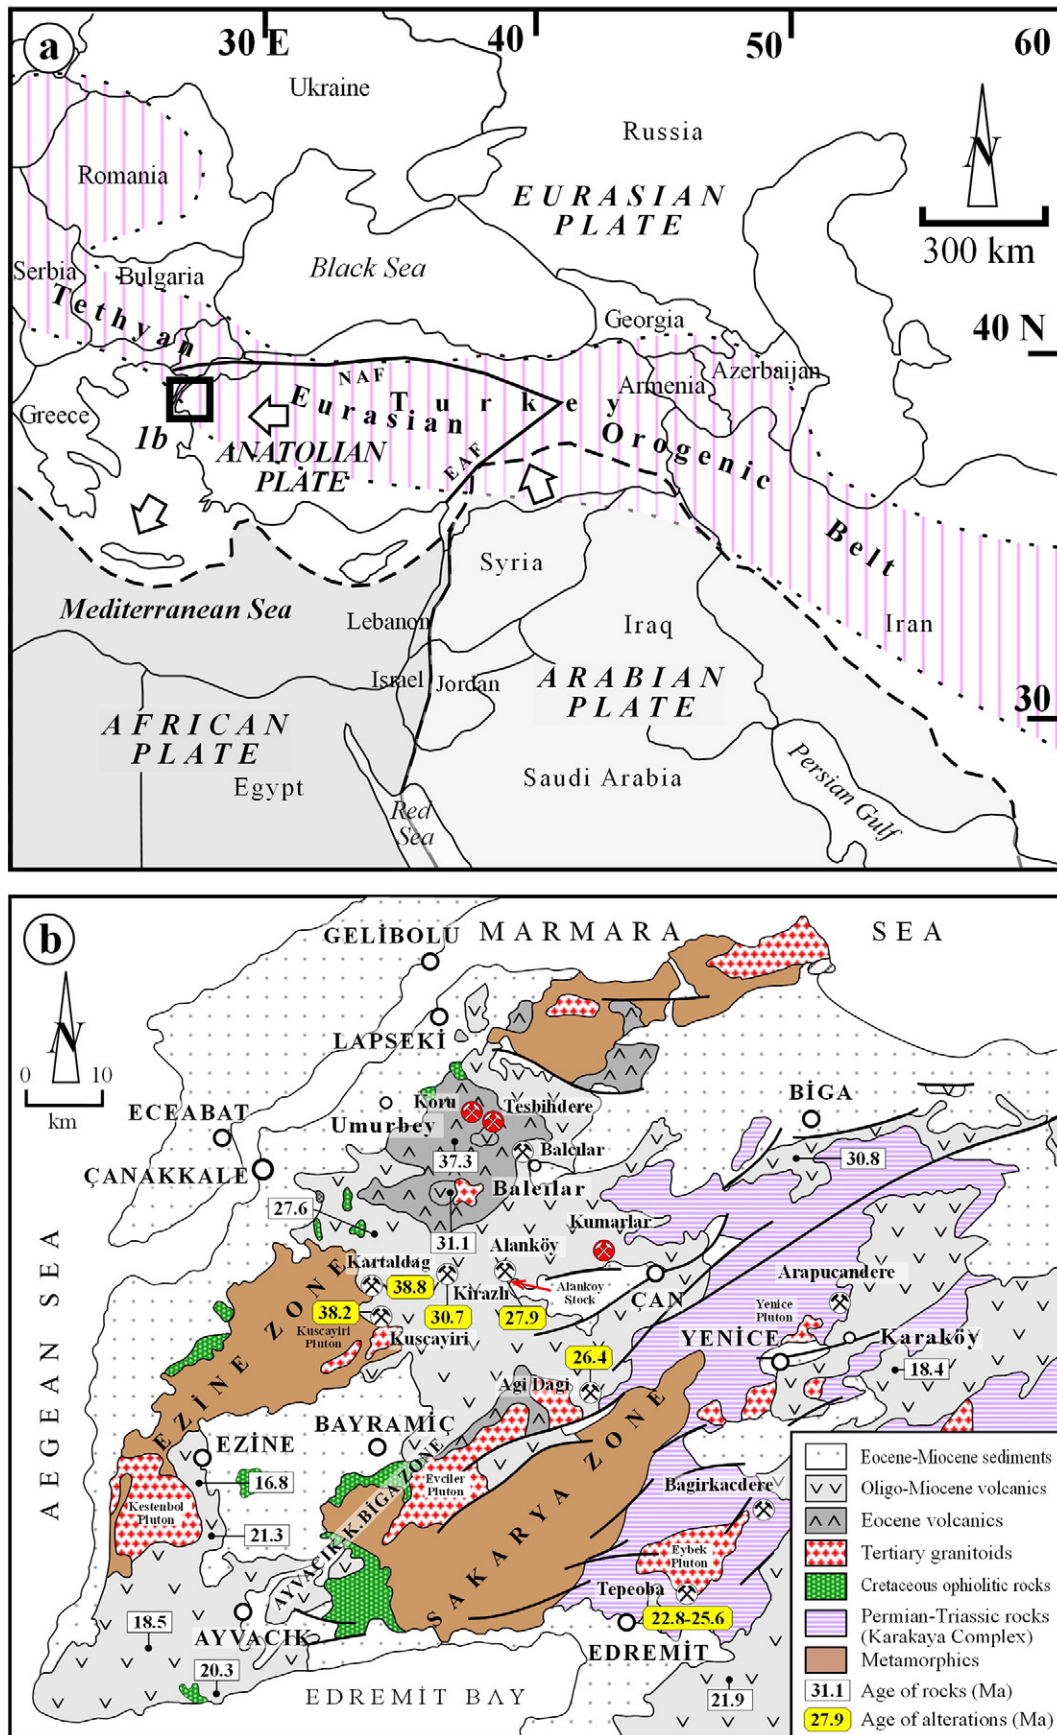 a
30 E
40
50
60
Ukraine
Russia
Romania
EURASIAN
PLATE
N
300 km
Serbia
Bulgaria
Black Sea
Georgia
40 N
Tethyan
NAF
Turkey
Armenia
Azerbaijan
Greece
1b
Eurasian
ANATOLIAN
PLATE
EAF
Orogenic
Belt
Syria
Mediterranean Sea
Lebanon
Iraq
Iran
Israel
Jordan
ARABIAN
PLATE
30
AFRICAN
PLATE
Egypt
Saudi Arabia
Persian Gulf
Red
Sea
b
GELİBOLU
MARMARA
SEA
N
LAPSEKİ
0
10
km
ECEABAT
Koru
Tesbihdere
BİGA
Umurbey
Balcılar
ÇANAKKALE
37.3
30.8
Balcılar
27.6
31.1
Kumarlar
Alanköy
Kartaldag
38.8
Kirazlı
Alankoy
Stock
ÇAN
Arapucandere
38.2
30.7
27.9
Kuscayiri
Pluton
Kuscayiri
Yenice
Pluton
YENİCE
Karaköy
26.4
18.4
AEGEAN SEA
EZİNE ZONE
Agi Dagi
BAYRAMİÇ
EZİNE
16.8
AYVACIK-K.BİGA ZONE
Evciler
Pluton
SAKARYA ZONE
Kestenbol
Pluton
21.3
Bagirkacdere
Eybek
Pluton
Tepeoba
22.8-25.6
18.5
AYVACIK
EDREMİT
20.3
EDREMİT BAY
21.9
Eocene-Miocene sediments
Oligo-Miocene volcanics
Eocene volcanics
Tertiary granitoids
Cretaceous ophiolitic rocks
Permian-Triassic rocks
(Karakaya Complex)
Metamorphics
31.1 Age of rocks (Ma)
27.9 Age of alterations (Ma)